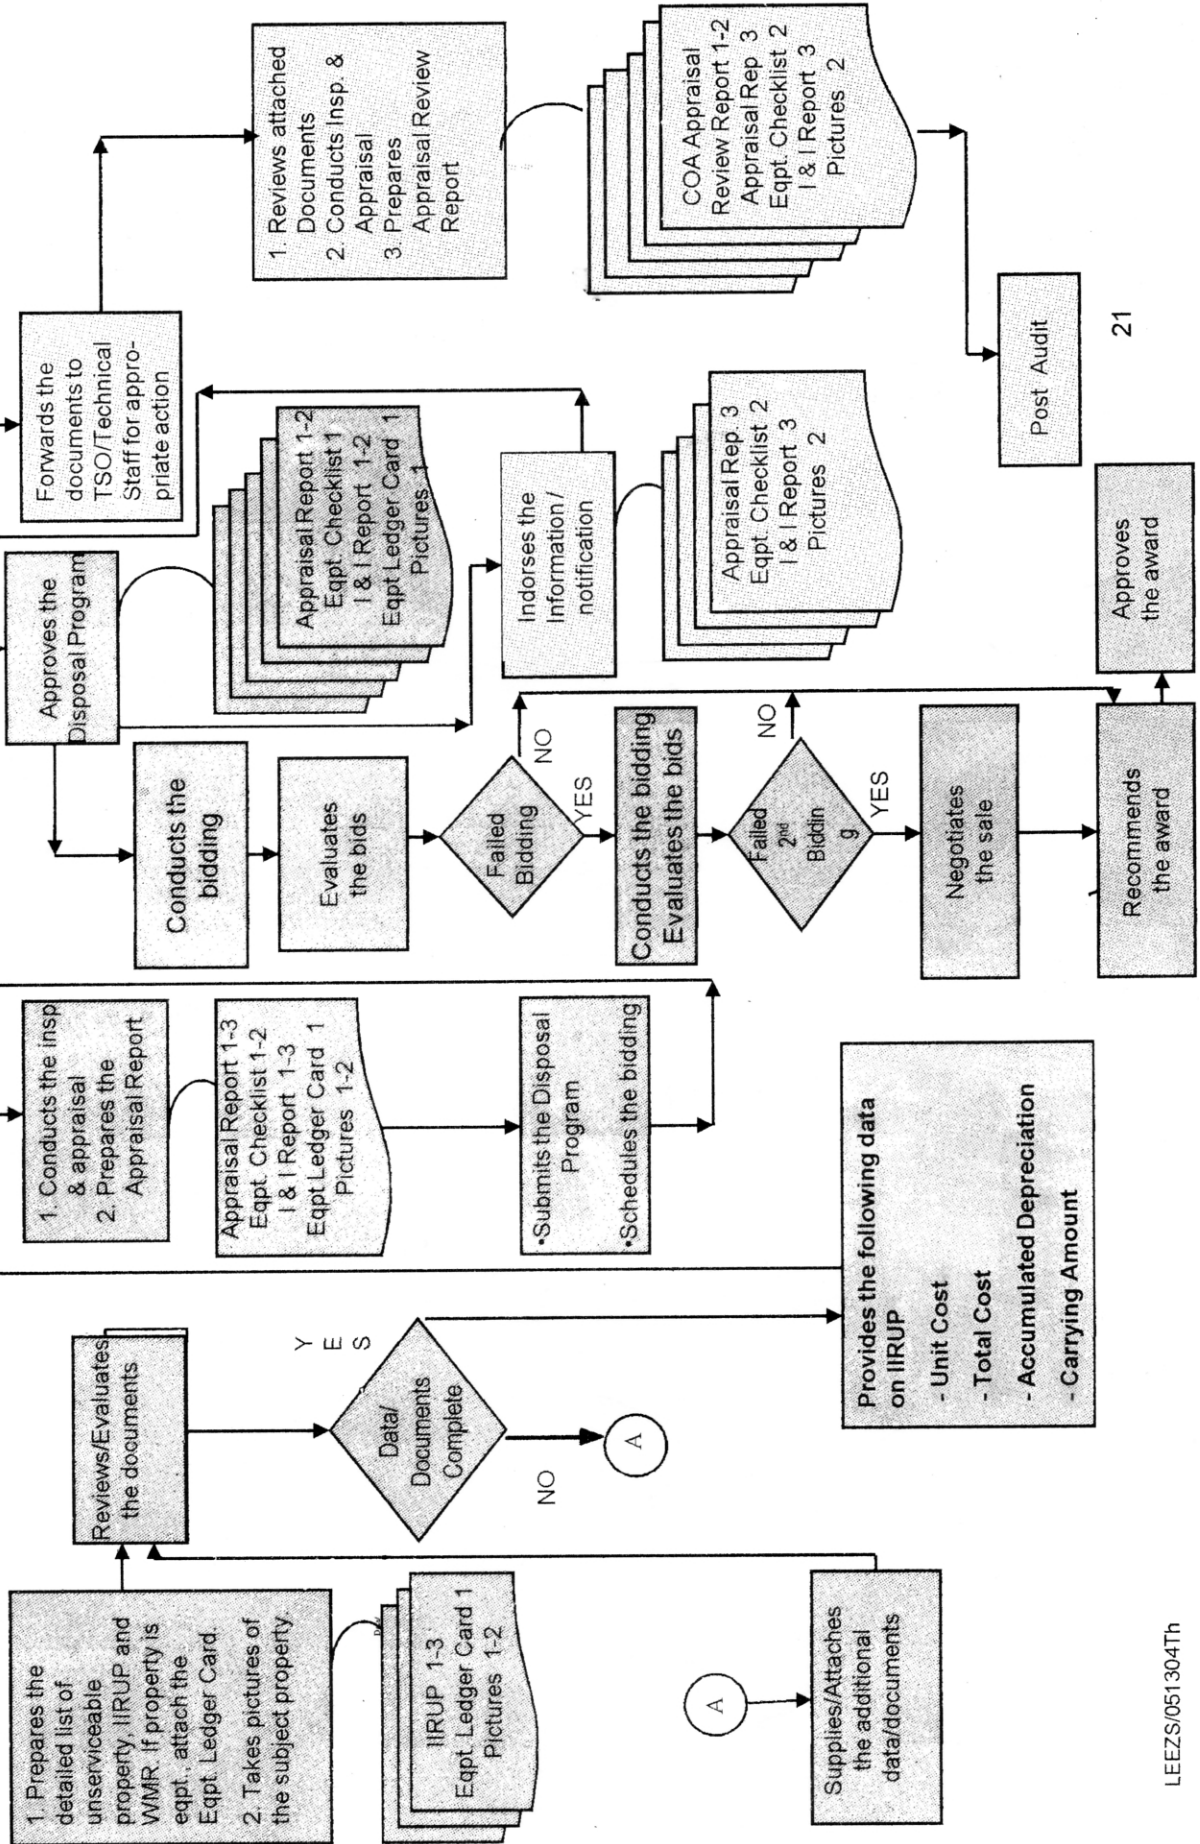 1. Prepares the
detailed list of
unserviceable
property, IIRUP and
WMR. If property is
eqpt., attach the
Eqpt. Ledger Card.
2. Takes pictures of
the subject property.
IIRUP 1-3
Eqpt. Ledger Card 1
Pictures 1-2
A
Supplies/Attaches
the additional
data/documents
Reviews/Evaluates
the documents
Data/
Documents
Complete
YES
NO
A
Provides the following data
on IIRUP
- Unit Cost
- Total Cost
- Accumulated Depreciation
- Carrying Amount
1. Conducts the insp
& appraisal
2. Prepares the
Appraisal Report
Appraisal Report 1-3
Eqpt. Checklist 1-2
I & I Report 1-3
Eqpt Ledger Card 1
Pictures 1-2
•Submits the Disposal
Program
•Schedules the bidding
Approves the
Disposal Program
Appraisal Report 1-2
Eqpt. Checklist 1
I & I Report 1-2
Eqpt Ledger Card 1
Pictures 1
Conducts the
bidding
Evaluates
the bids
Failed
Bidding
NO
YES
Conducts the bidding
Evaluates the bids
Failed
2nd
Biddin
g
NO
YES
Negotiates
the sale
Recommends
the award
Approves
the award
Indorses the
Information/
notification
Appraisal Rep. 3
Eqpt. Checklist 2
I & I Report 3
Pictures 2
Forwards the
documents to
TSO/Technical
Staff for appro-
priate action
1. Reviews attached
Documents
2. Conducts Insp. &
Appraisal
3. Prepares
Appraisal Review
Report
COA Appraisal
Review Report 1-2
Appraisal Rep 3
Eqpt. Checklist 2
I & I Report 3
Pictures 2
Post Audit
21
LEEZS/051304Th